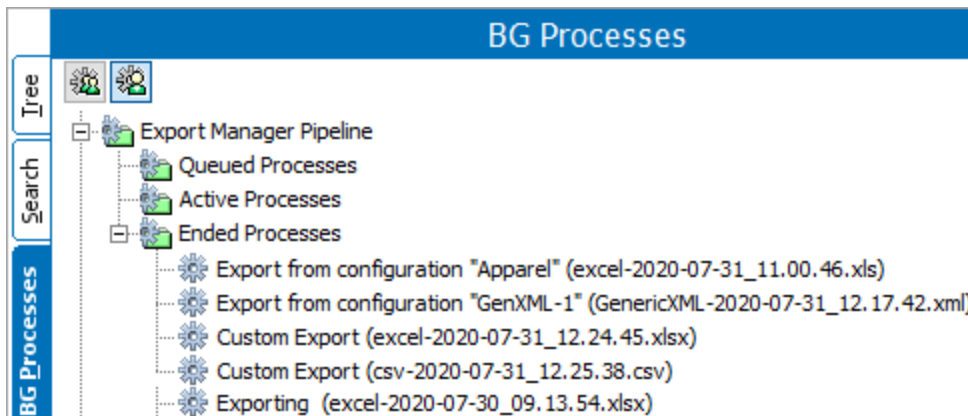 BG Processes
Tree
Search
BG Processes
Export Manager Pipeline
Queued Processes
Active Processes
Ended Processes
Export from configuration "Apparel" (excel-2020-07-31_11.00.46.xls)
Export from configuration "GenXML-1" (GenericXML-2020-07-31_12.17.42.xml)
Custom Export (excel-2020-07-31_12.24.45.xlsx)
Custom Export (csv-2020-07-31_12.25.38.csv)
Exporting (excel-2020-07-30_09.13.54.xlsx)